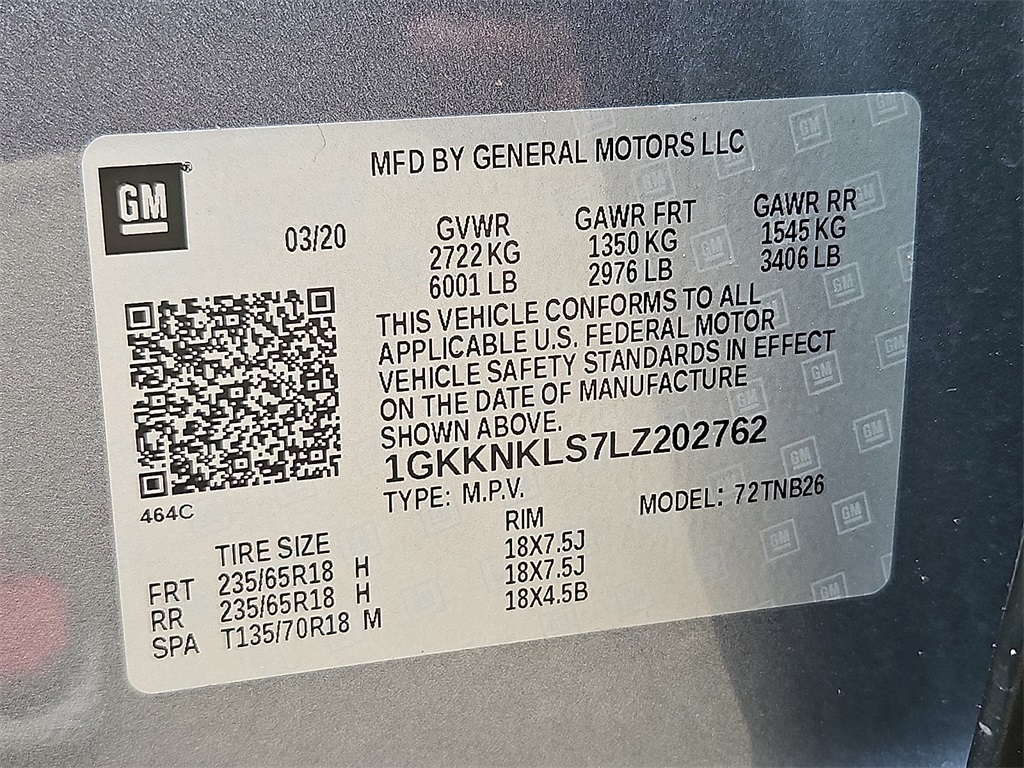 MFD BY GENERAL MOTORS LLC
GM®
03/20
GVWR
2722 KG
6001 LB
GAWR FRT
1350 KG
2976 LB
GAWR RR
1545 KG
3406 LB
THIS VEHICLE CONFORMS TO ALL
APPLICABLE U.S. FEDERAL MOTOR
VEHICLE SAFETY STANDARDS IN EFFECT
ON THE DATE OF MANUFACTURE
SHOWN ABOVE.
1GKKNKLS7LZ202762
TYPE: M.P.V. MODEL: 72TNB26
464C
TIRE SIZE RIM
FRT 235/65R18 H 18X7.5J
RR 235/65R18 H 18X7.5J
SPA T135/70R18 M 18X4.5B